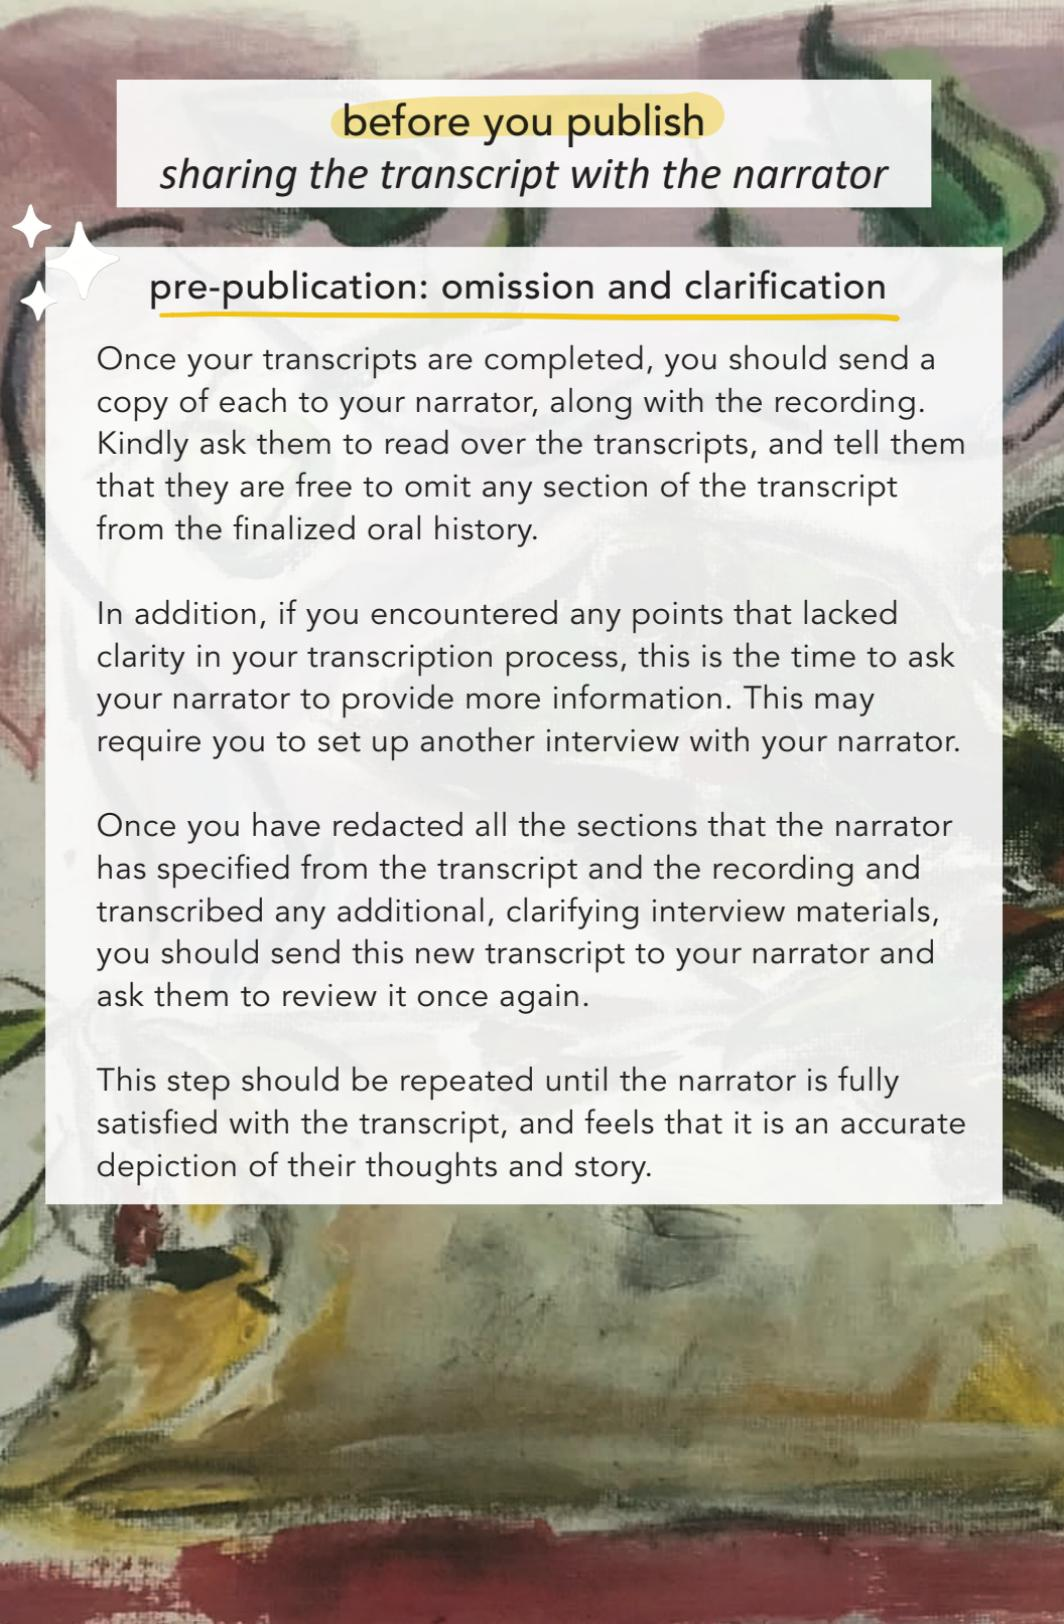 before you publish
sharing the transcript with the narrator
pre-publication: omission and clarification
Once your transcripts are completed, you should send a
copy of each to your narrator, along with the recording.
Kindly ask them to read over the transcripts, and tell them
that they are free to omit any section of the transcript
from the finalized oral history.
In addition, if you encountered any points that lacked
clarity in your transcription process, this is the time to ask
your narrator to provide more information. This may
require you to set up another interview with your narrator.
Once you have redacted all the sections that the narrator
has specified from the transcript and the recording and
transcribed any additional, clarifying interview materials,
you should send this new transcript to your narrator and
ask them to review it once again.
This step should be repeated until the narrator is fully
satisfied with the transcript, and feels that it is an accurate
depiction of their thoughts and story.